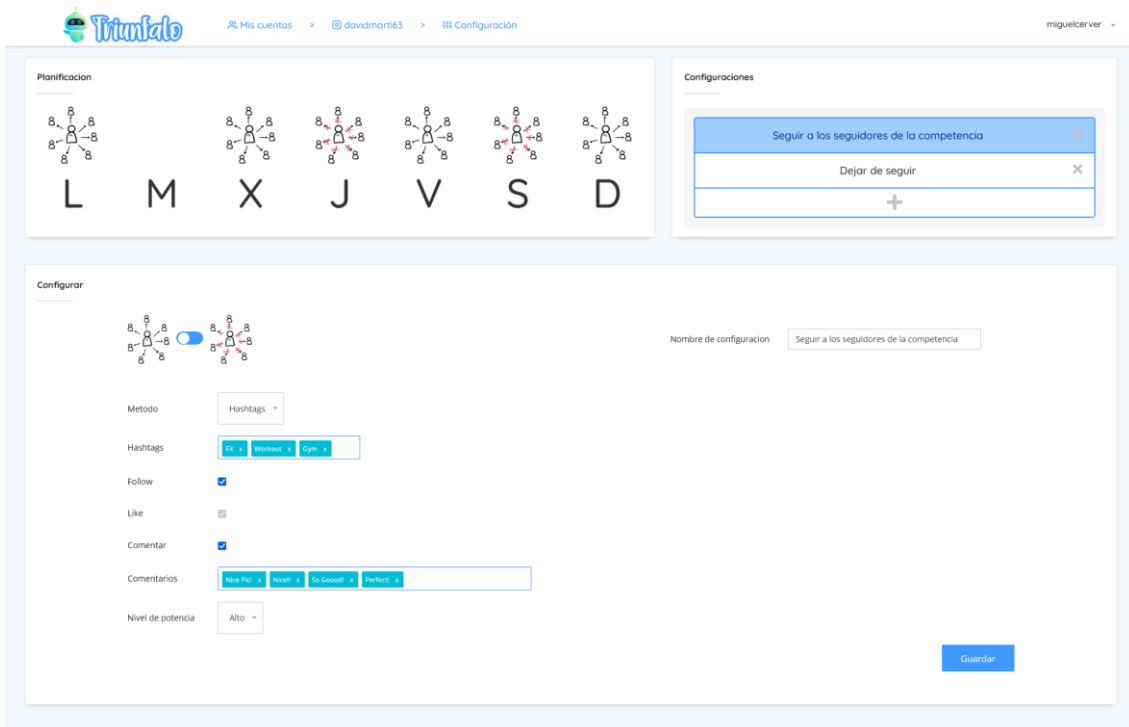 Triunfalo
Mis cuentas > davidmarti63 > Configuración
miguelcerver
Planificacion
L M X J V S D
Configuraciones
Seguir a los seguidores de la competencia ×
Dejar de seguir ×
+
Configurar
Nombre de configuracion Seguir a los seguidores de la competencia
Metodo Hashtags
Hashtags Fit x Workout x Gym x
Follow
Like
Comentar
Comentarios Nice Pic! x Nice!! x So Goood! x Perfect! x
Nivel de potencia Alto
Guardar